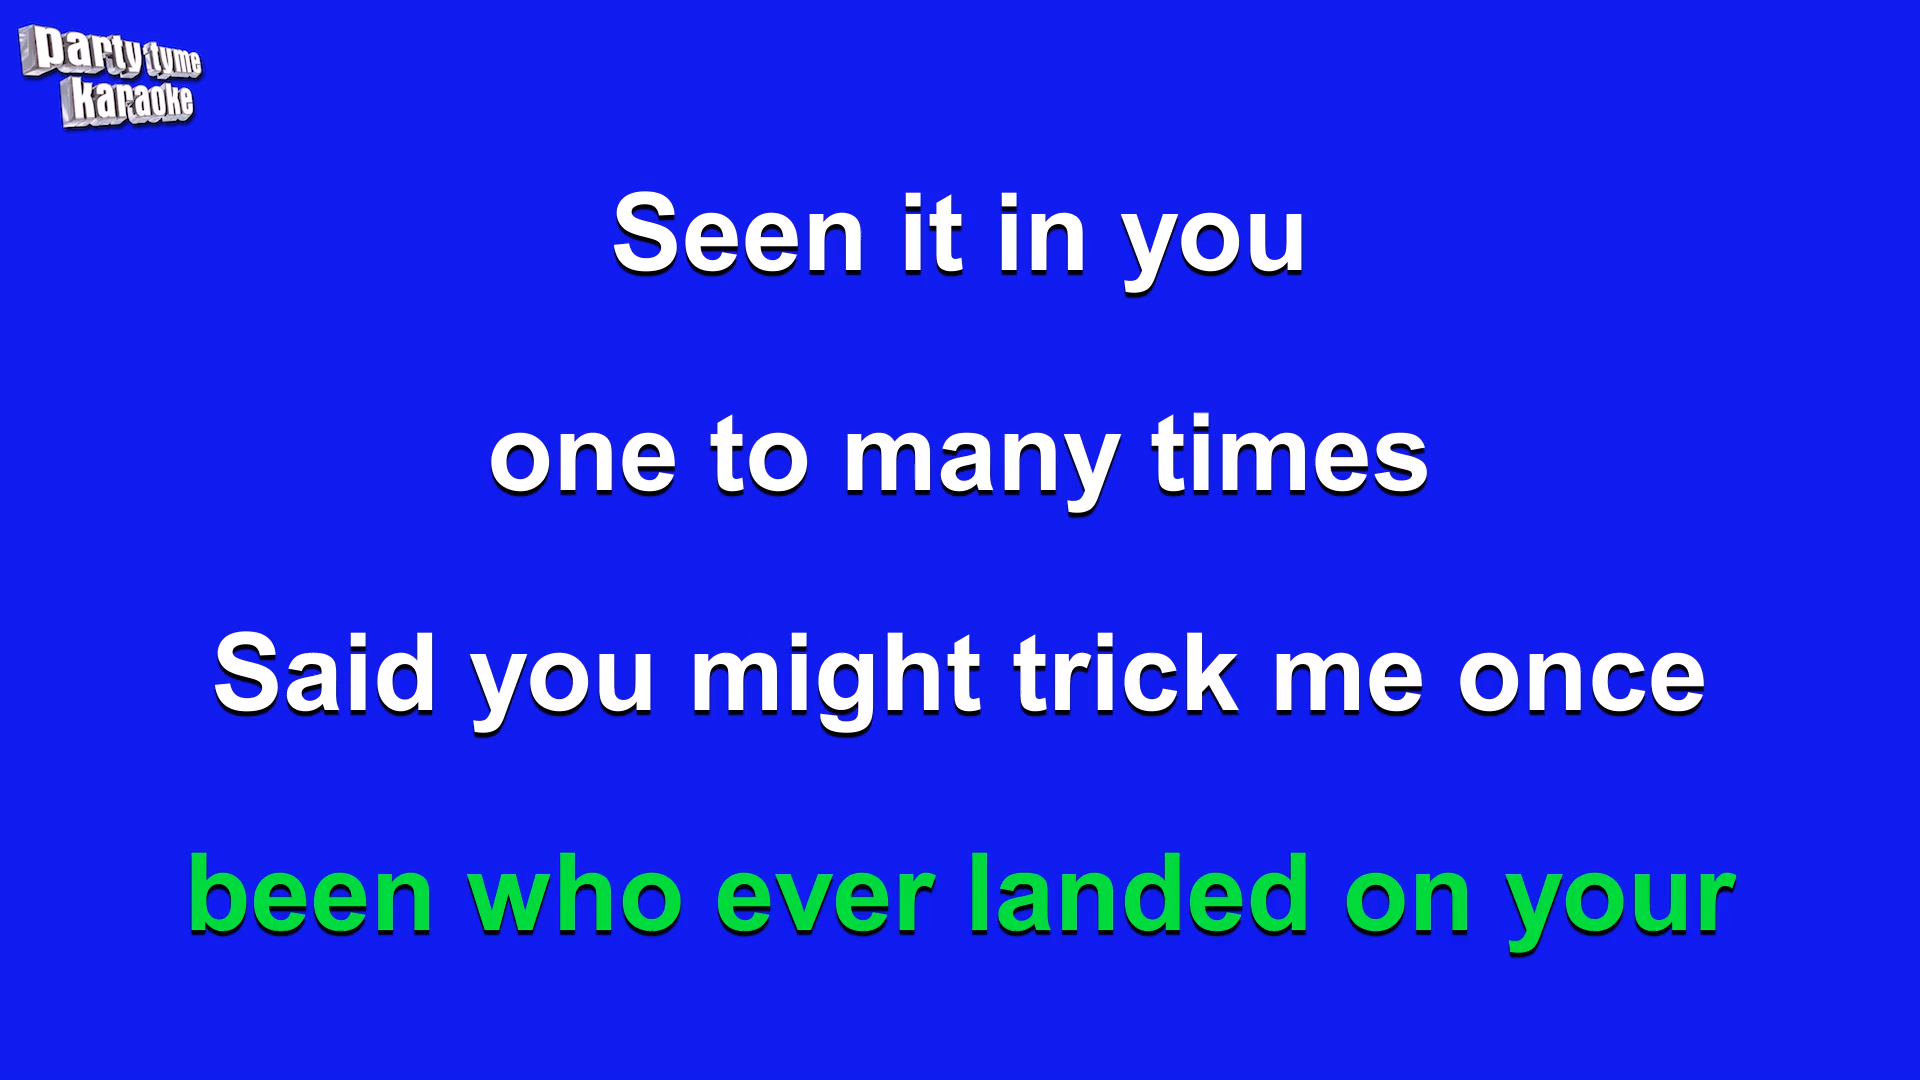 party tyme
karaoke
Seen it in you
one to many times
Said you might trick me once
been who ever landed on your